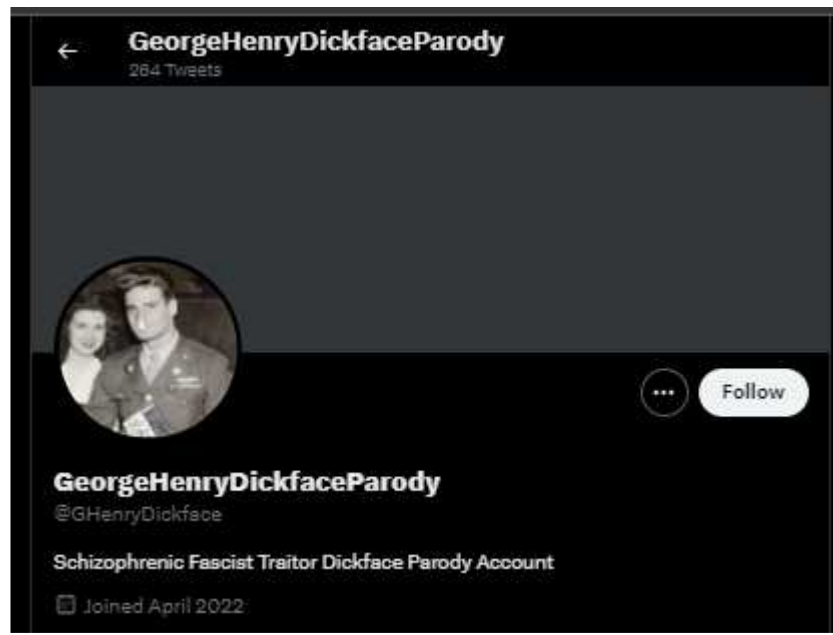 GeorgeHenryDickfaceParody
264 Tweets
Follow
GeorgeHenryDickfaceParody
@GHenryDickface
Schizophrenic Fascist Traitor Dickface Parody Account
Joined April 2022